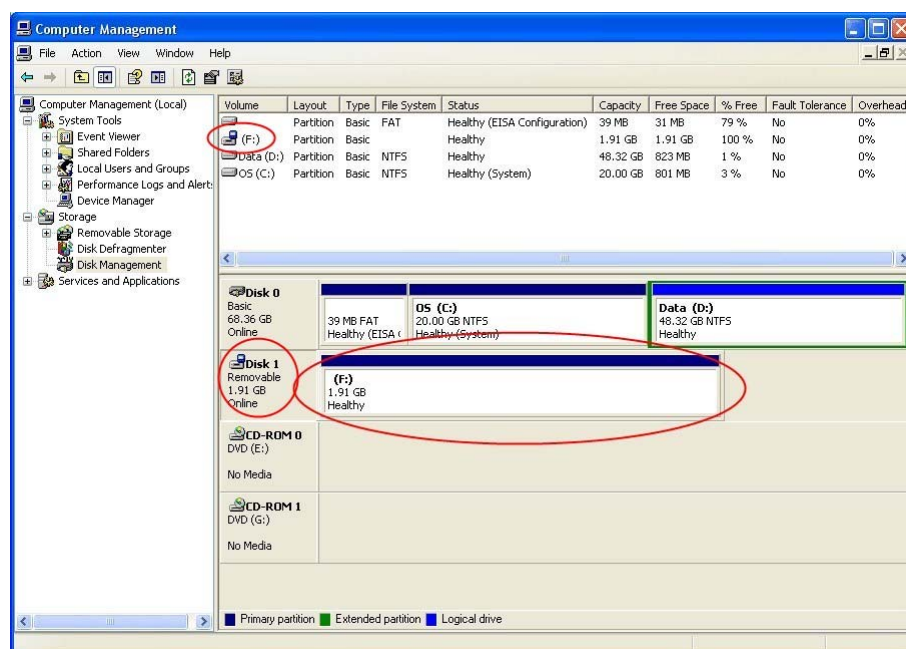 Computer Management
File Action View Window Help
Computer Management (Local)
System Tools
Event Viewer
Shared Folders
Local Users and Groups
Performance Logs and Alert:
Device Manager
Storage
Removable Storage
Disk Defragmenter
Disk Management
Services and Applications
Volume Layout Type File System Status Capacity Free Space % Free Fault Tolerance Overhead
Partition Basic FAT Healthy (EISA Configuration) 39 MB 31 MB 79 % No 0%
(F:) Partition Basic Healthy 1.91 GB 1.91 GB 100 % No 0%
Data (D:) Partition Basic NTFS Healthy 48.32 GB 823 MB 1 % No 0%
OS (C:) Partition Basic NTFS Healthy (System) 20.00 GB 801 MB 3 % No 0%
Disk 0
Basic
68.36 GB
Online
39 MB FAT
Healthy (EISA C
OS (C:)
20.00 GB NTFS
Healthy (System)
Data (D:)
48.32 GB NTFS
Healthy
Disk 1
Removable
1.91 GB
Online
(F:)
1.91 GB
Healthy
CD-ROM 0
DVD (E:)
No Media
CD-ROM 1
DVD (G:)
No Media
Primary partition Extended partition Logical drive